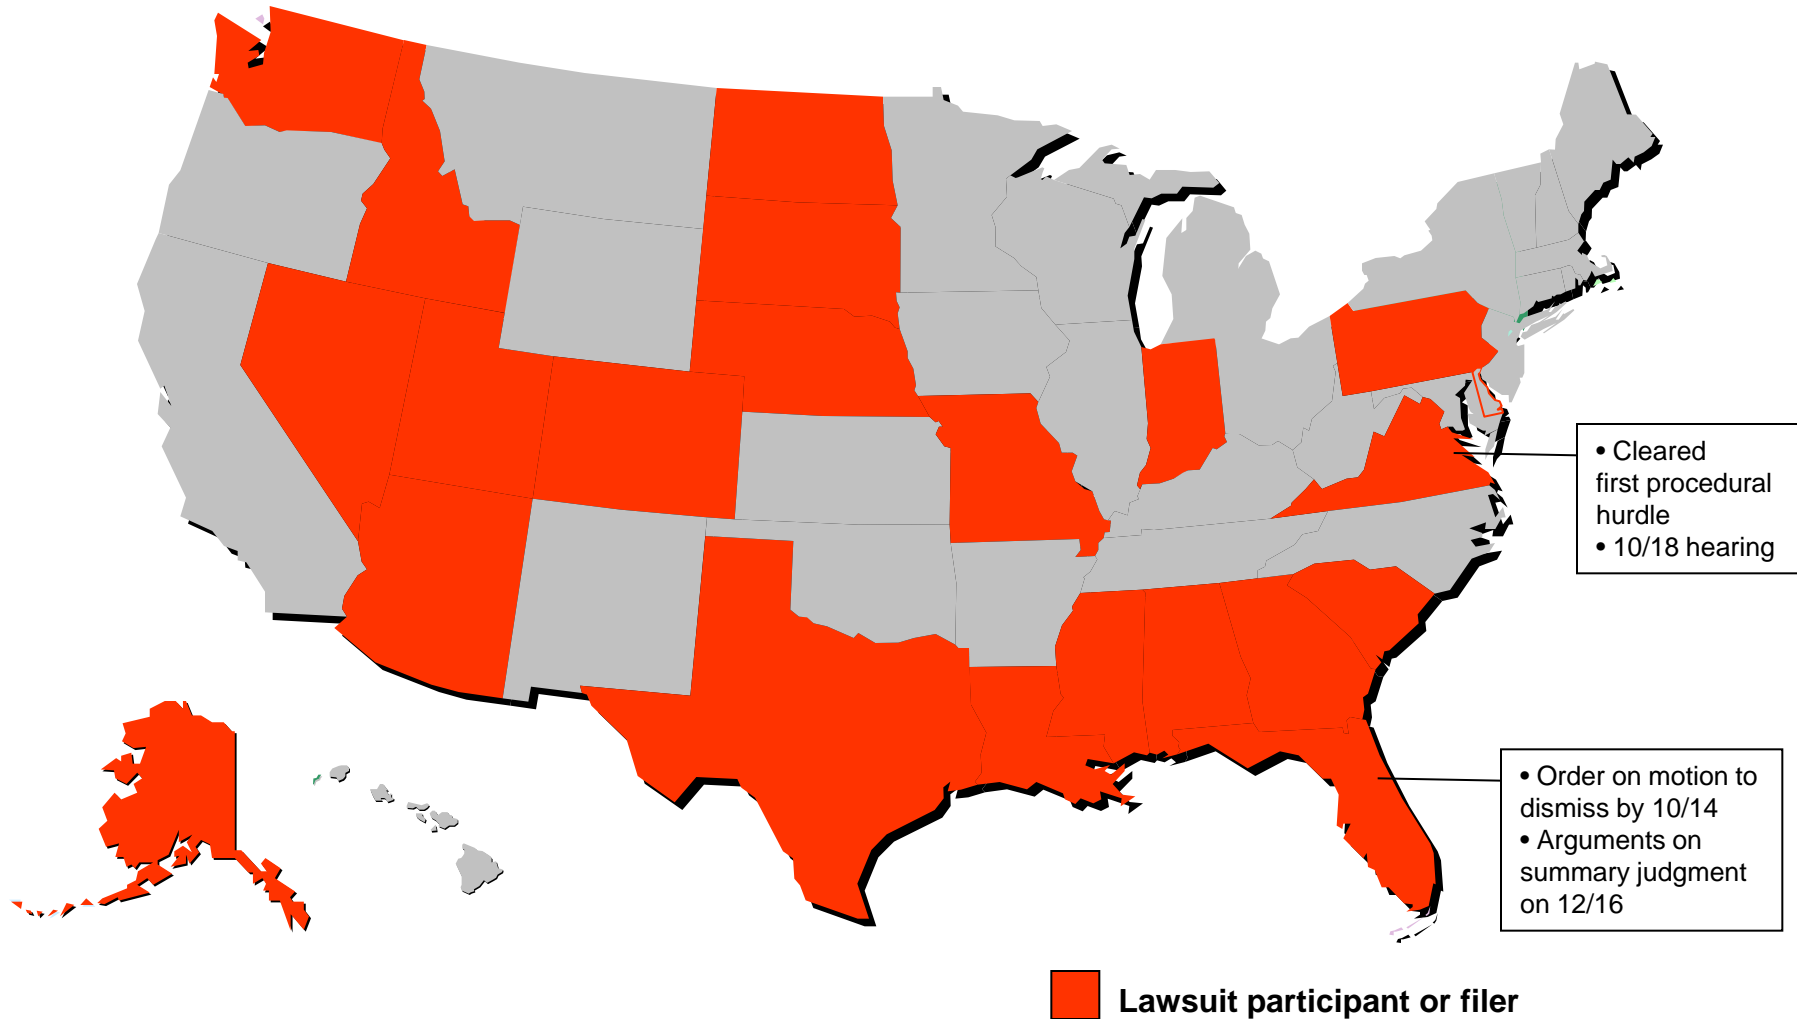 • Cleared
first procedural
hurdle
• 10/18 hearing
• Order on motion to
dismiss by 10/14
• Arguments on
summary judgment
on 12/16
Lawsuit participant or filer